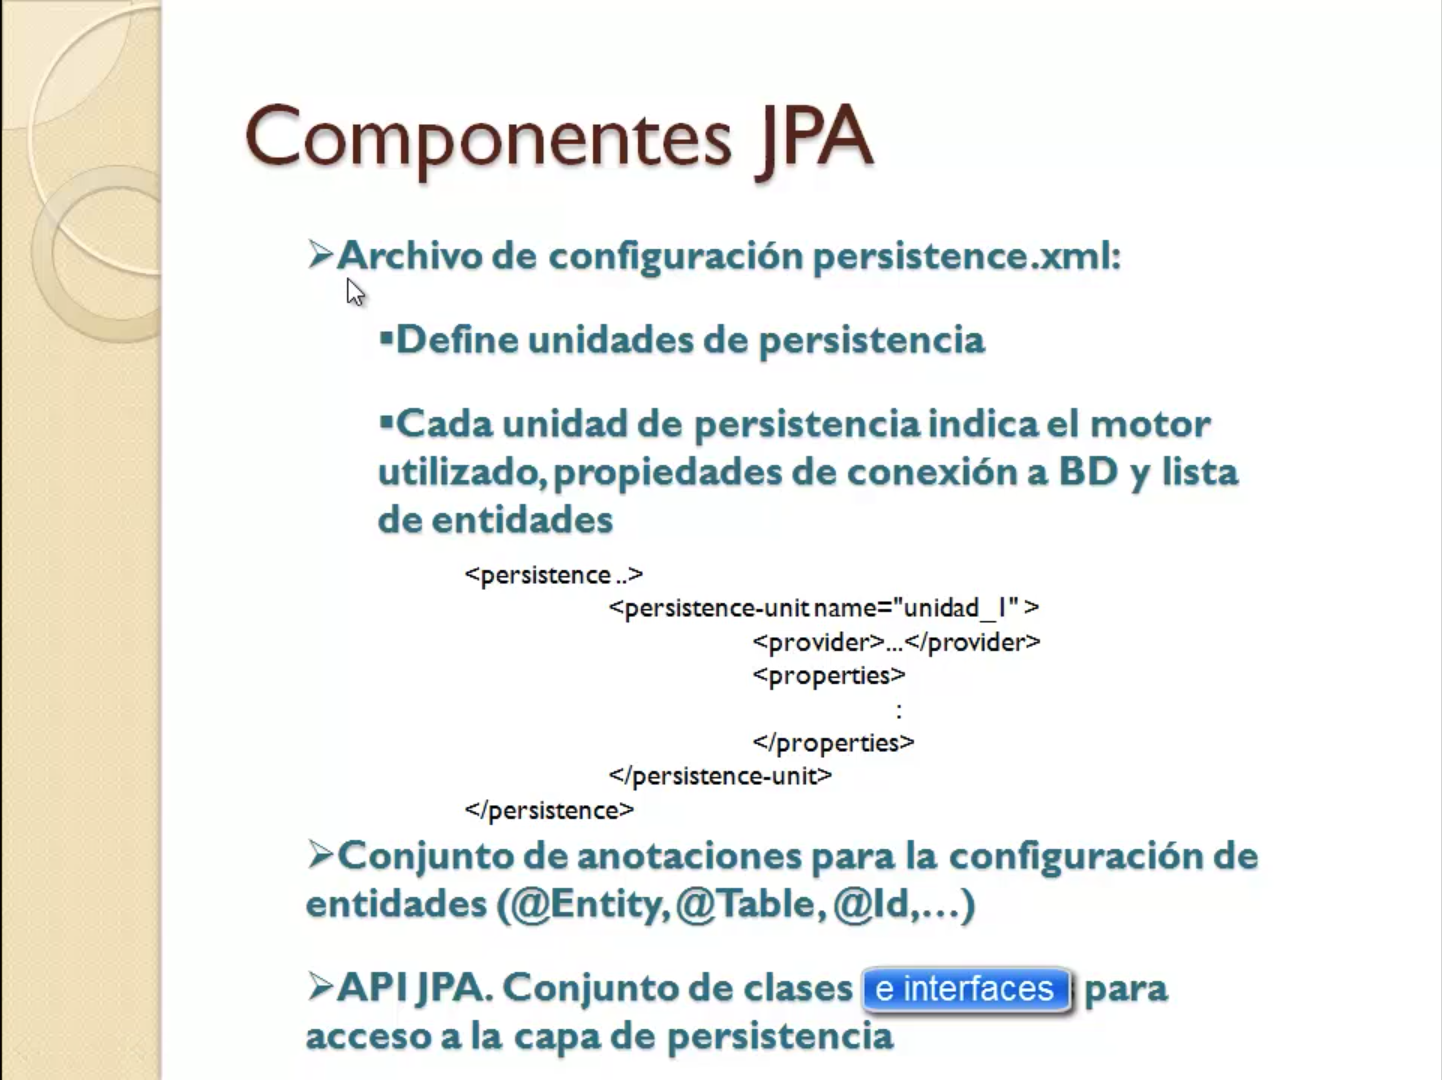 Componentes JPA
➢Archivo de configuración persistence.xml:
▪Define unidades de persistencia
▪Cada unidad de persistencia indica el motor
utilizado, propiedades de conexión a BD y lista
de entidades
<persistence ..>
<persistence-unit name="unidad_1" >
<provider>...</provider>
<properties>
:
</properties>
</persistence-unit>
</persistence>
➢Conjunto de anotaciones para la configuración de
entidades (@Entity, @Table, @Id,...)
➢API JPA. Conjunto de clases e interfaces para
acceso a la capa de persistencia